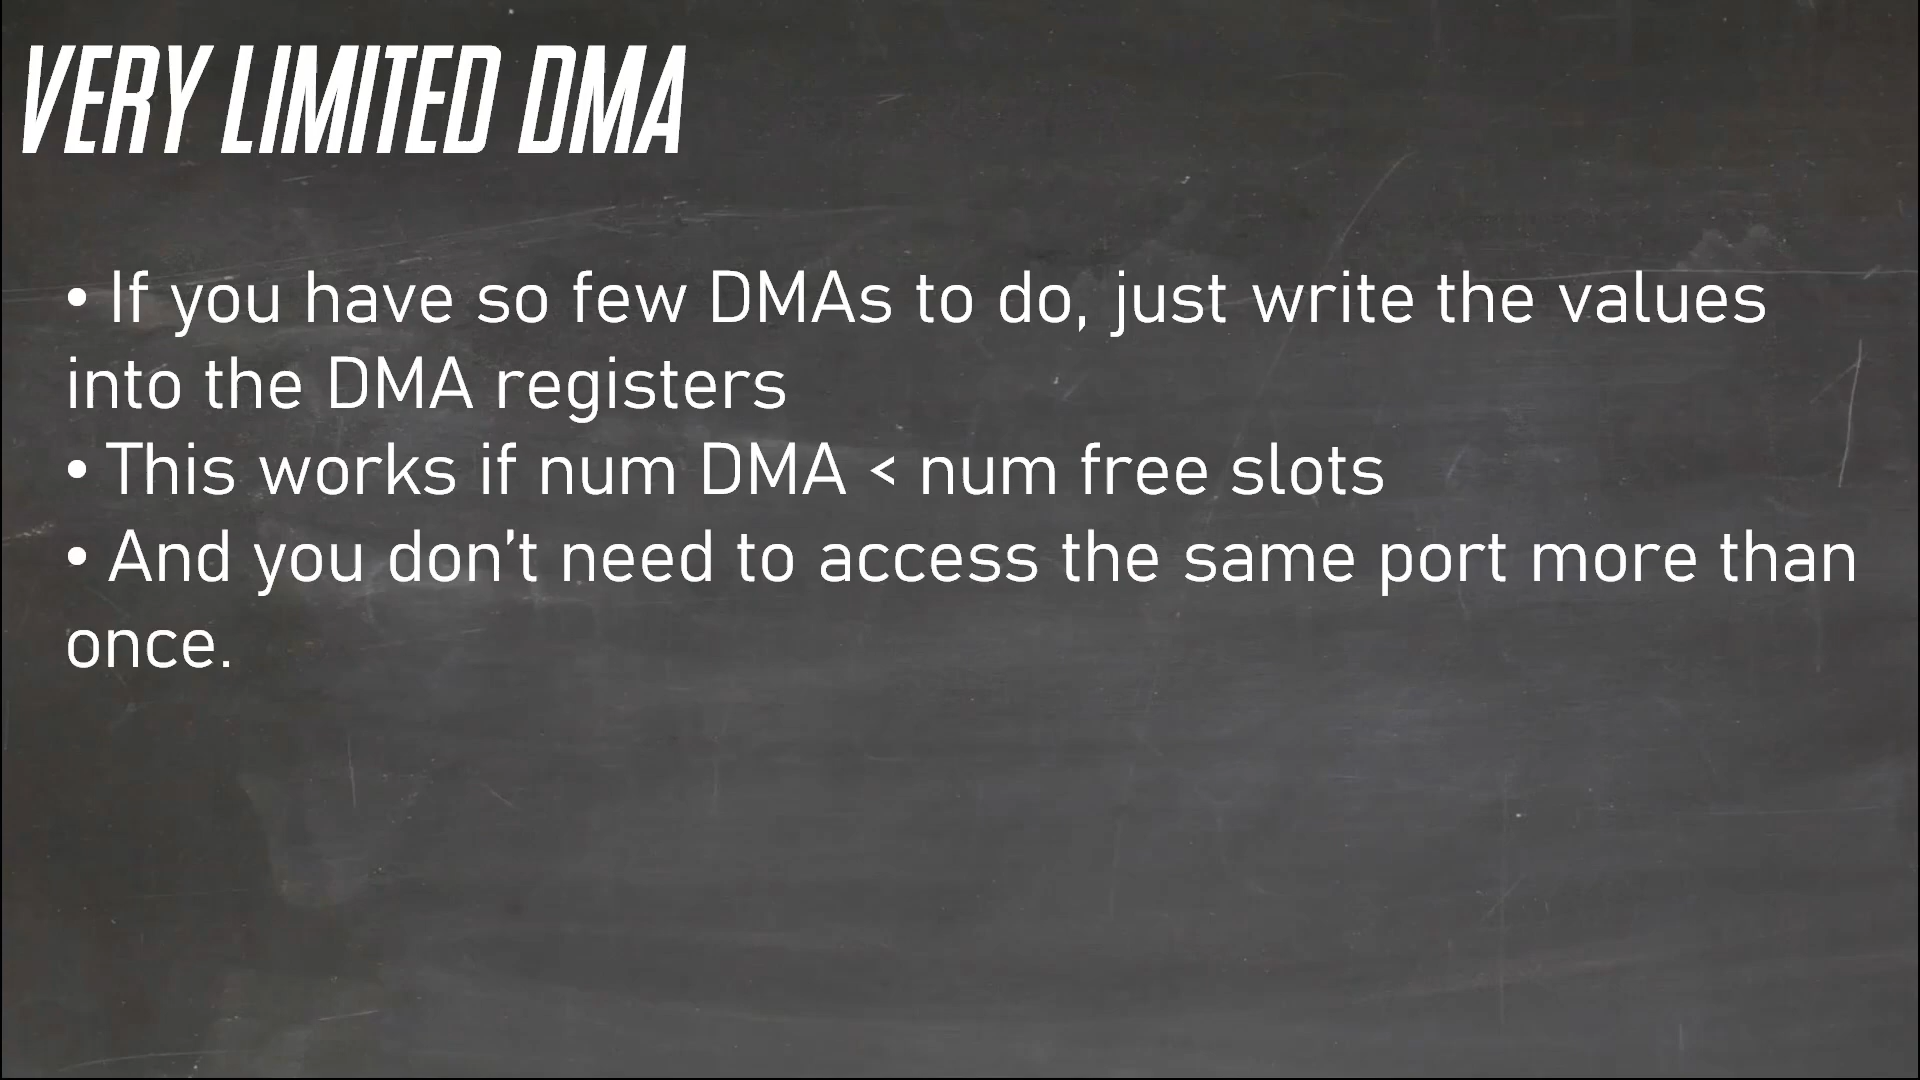 VERY LIMITED DMA
• If you have so few DMAs to do, just write the values
into the DMA registers
• This works if num DMA < num free slots
• And you don't need to access the same port more than
once.